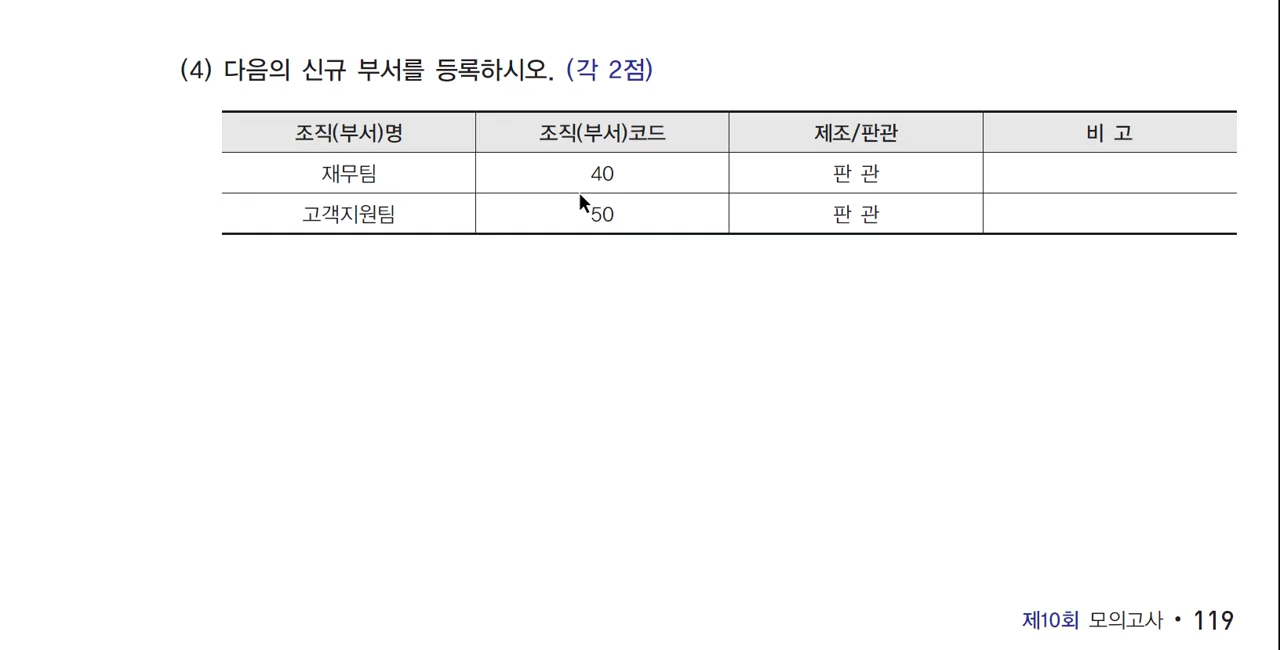 (4) 다음의 신규 부서를 등록하시오. (각 2점)
조직(부서)명 조직(부서)코드 제조/판관 비 고
재무팀 40 판 관
고객지원팀 50 판 관
제10회 모의고사 • 119